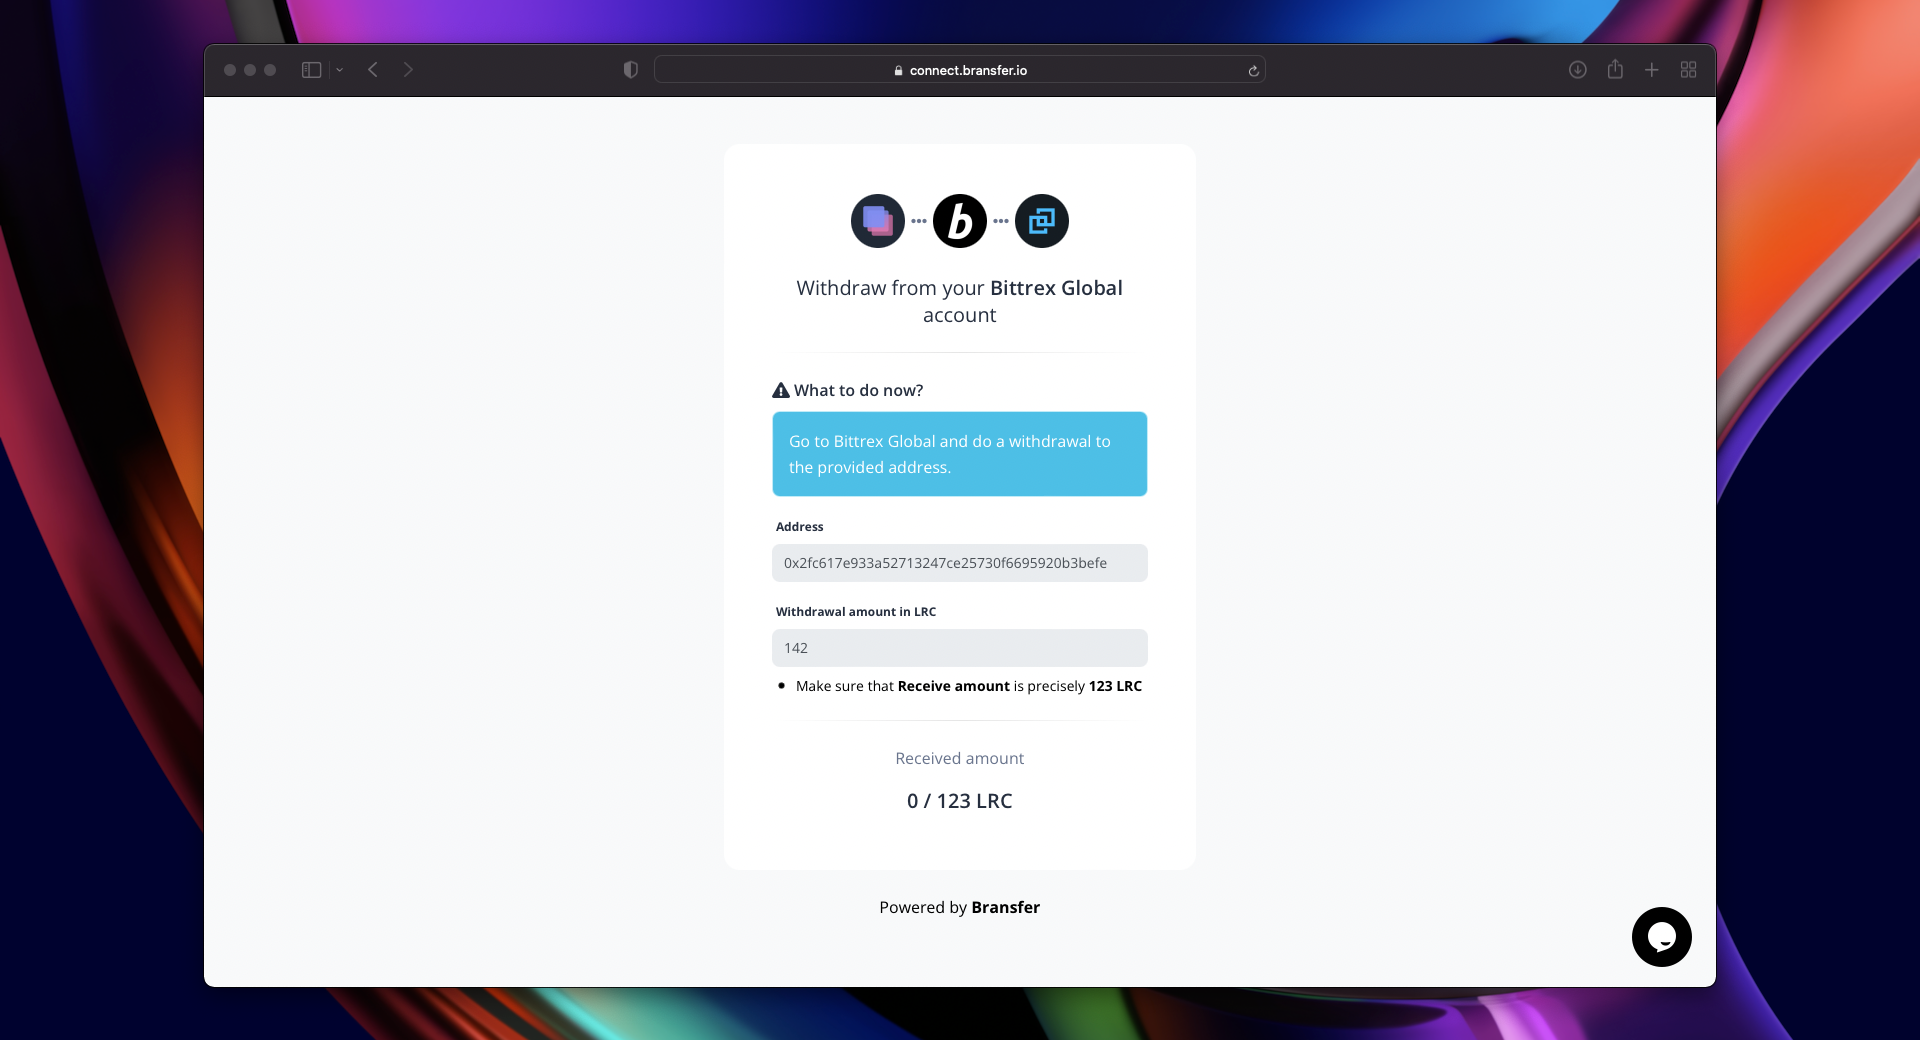 connect.bransfer.io
b
Withdraw from your Bittrex Global
account
What to do now?
Go to Bittrex Global and do a withdrawal to
the provided address.
Address
0x2fc617e933a52713247ce25730f6695920b3befe
Withdrawal amount in LRC
142
• Make sure that Receive amount is precisely 123 LRC
Received amount
0 / 123 LRC
Powered by Bransfer